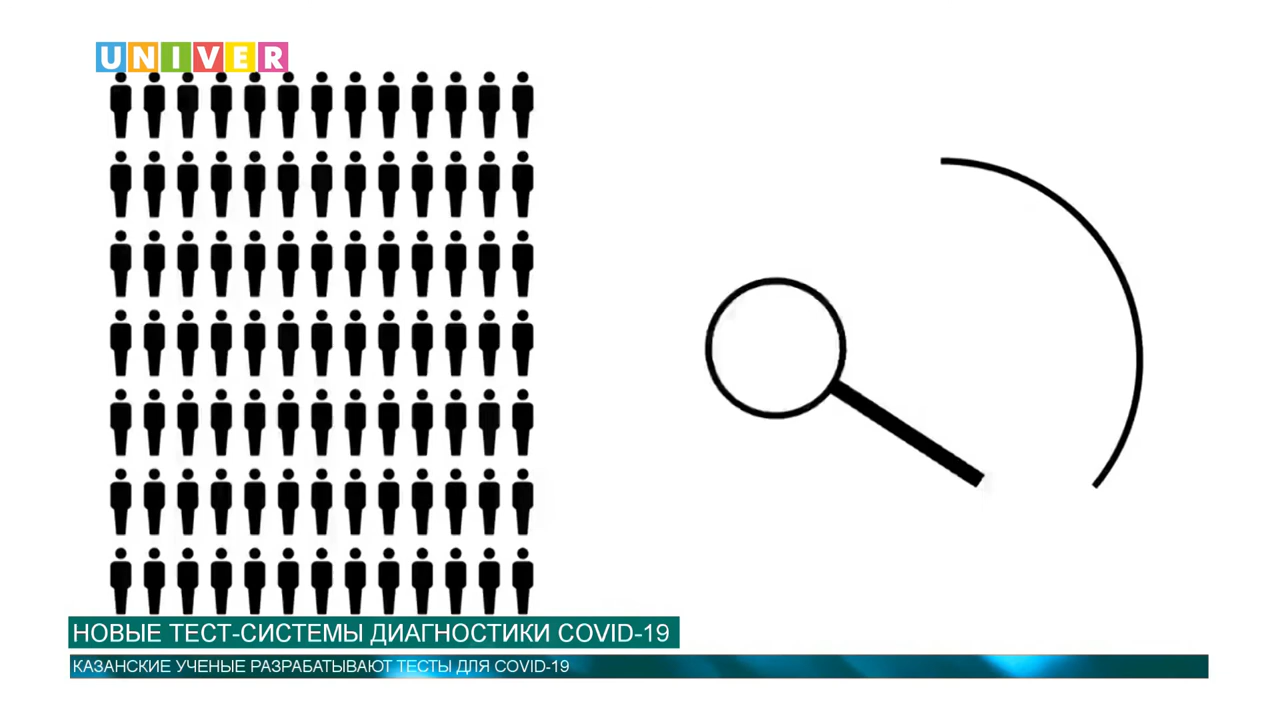 UNIVER
НОВЫЕ ТЕСТ-СИСТЕМЫ ДИАГНОСТИКИ COVID-19
КАЗАНСКИЕ УЧЕНЫЕ РАЗРАБАТЫВАЮТ ТЕСТЫ ДЛЯ COVID-19